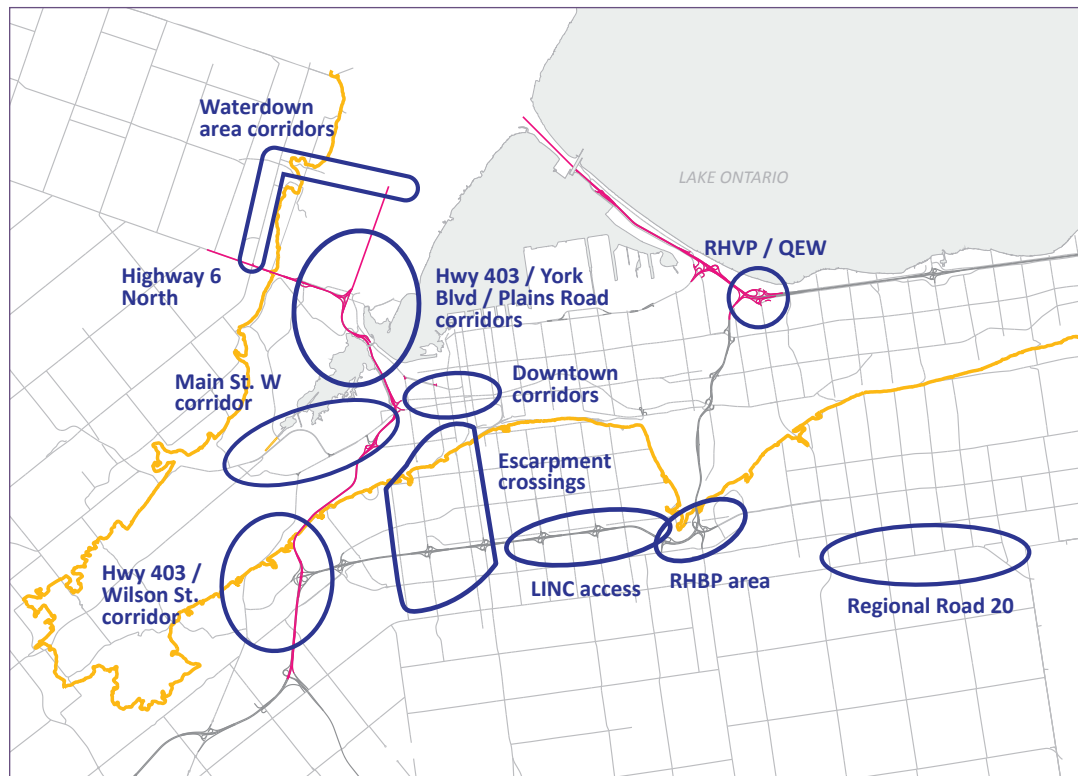 Waterdown
area corridors
LAKE ONTARIO
RHVP / QEW
Highway 6
North
Hwy 403 / York
Blvd / Plains Road
corridors
Main St. W
corridor
Downtown
corridors
Escarpment
crossings
Hwy 403 /
Wilson St.
corridor
LINC access
RHBP area
Regional Road 20